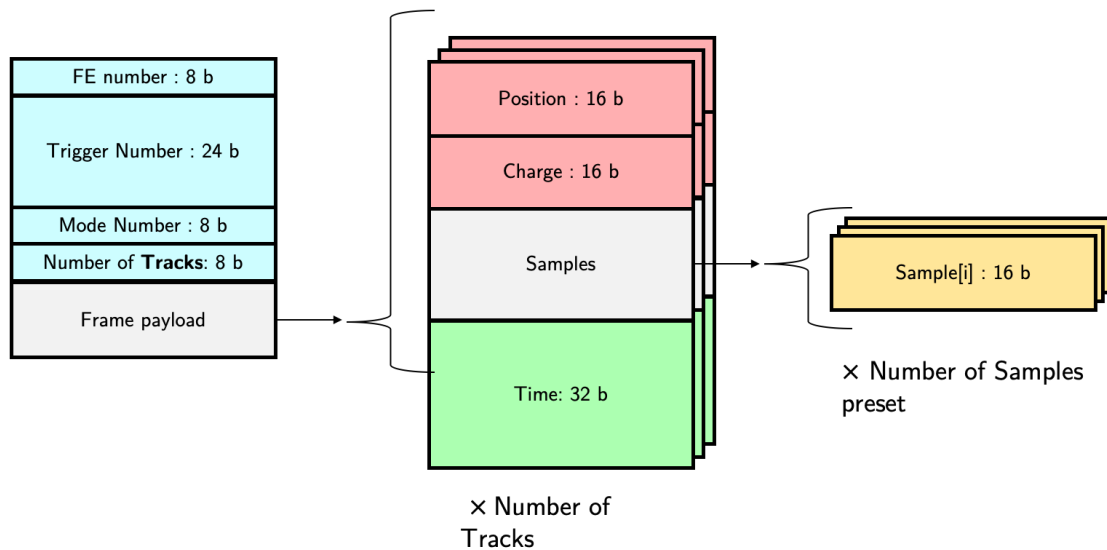 FE number : 8 b
Trigger Number : 24 b
Mode Number : 8 b
Number of Tracks: 8 b
Frame payload
Position : 16 b
Charge : 16 b
Samples
Time: 32 b
× Number of
Tracks
Sample[i] : 16 b
× Number of Samples
preset